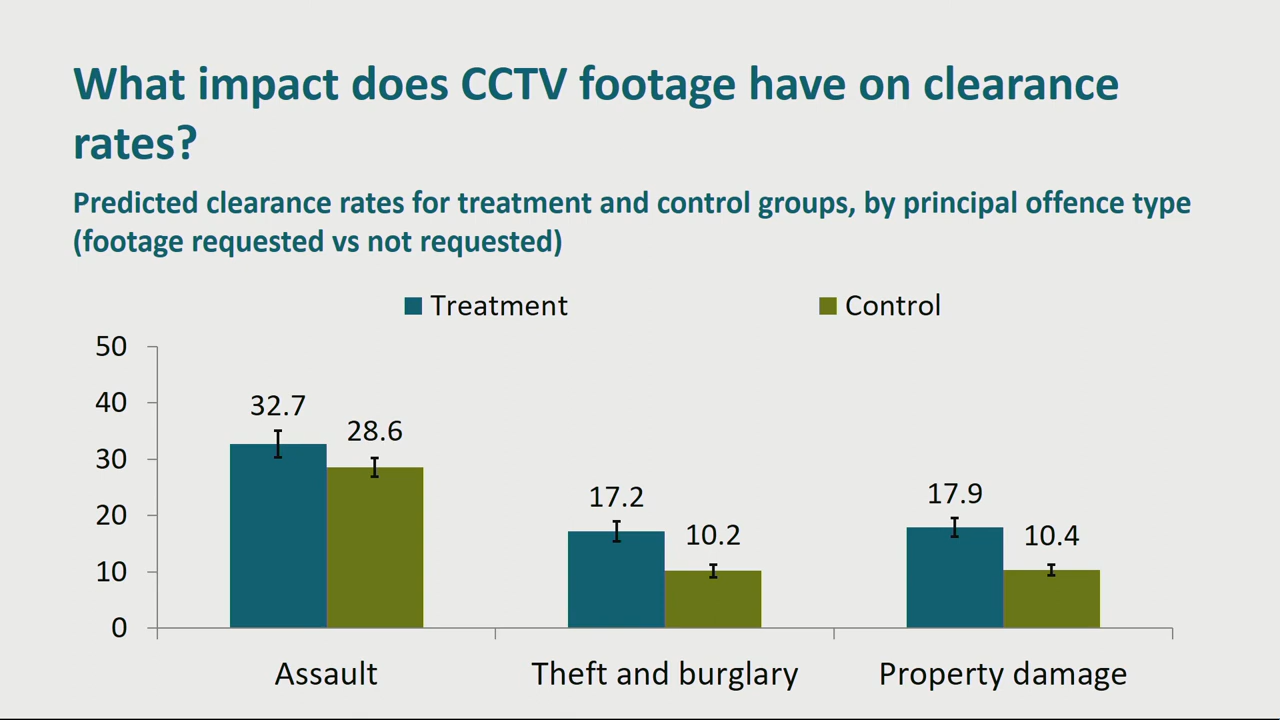 What impact does CCTV footage have on clearance
rates?
Predicted clearance rates for treatment and control groups, by principal offence type
(footage requested vs not requested)
Treatment
Control
50
40
30
20
10
0
32.7
28.6
17.2
10.2
17.9
10.4
Assault
Theft and burglary
Property damage